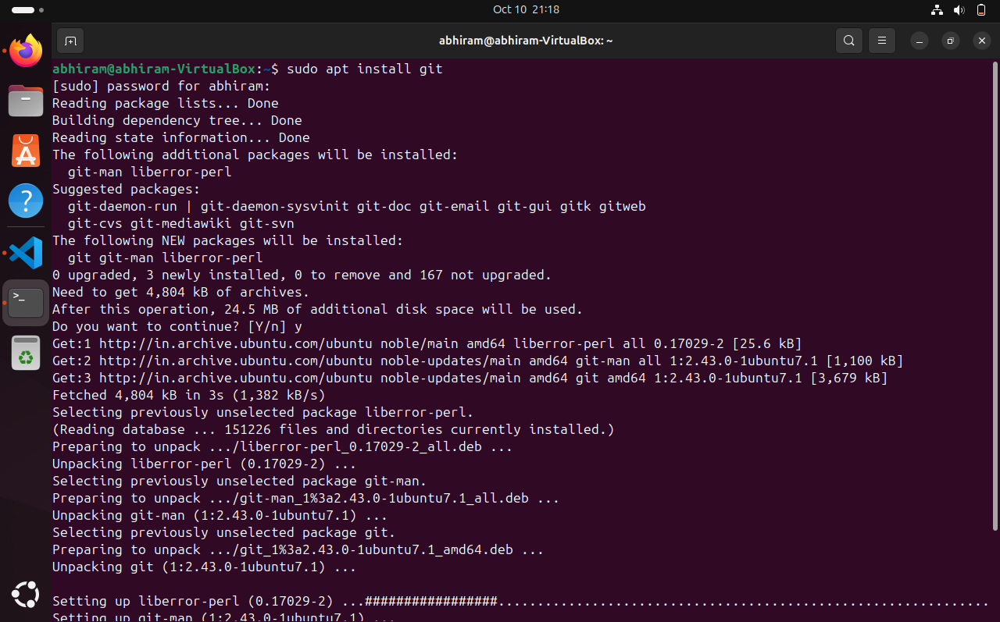 Oct 10 21:18
abhiram@abhiram-VirtualBox: ~
abhiram@abhiram-VirtualBox:~$ sudo apt install git
[sudo] password for abhiram:
Reading package lists... Done
Building dependency tree... Done
Reading state information... Done
The following additional packages will be installed:
  git-man liberror-perl
Suggested packages:
  git-daemon-run | git-daemon-sysvinit git-doc git-email git-gui gitk gitweb
  git-cvs git-mediawiki git-svn
The following NEW packages will be installed:
  git git-man liberror-perl
0 upgraded, 3 newly installed, 0 to remove and 167 not upgraded.
Need to get 4,804 kB of archives.
After this operation, 24.5 MB of additional disk space will be used.
Do you want to continue? [Y/n] y
Get:1 http://in.archive.ubuntu.com/ubuntu noble/main amd64 liberror-perl all 0.17029-2 [25.6 kB]
Get:2 http://in.archive.ubuntu.com/ubuntu noble-updates/main amd64 git-man all 1:2.43.0-1ubuntu7.1 [1,100 kB]
Get:3 http://in.archive.ubuntu.com/ubuntu noble-updates/main amd64 git amd64 1:2.43.0-1ubuntu7.1 [3,679 kB]
Fetched 4,804 kB in 3s (1,382 kB/s)
Selecting previously unselected package liberror-perl.
(Reading database ... 151226 files and directories currently installed.)
Preparing to unpack .../liberror-perl_0.17029-2_all.deb ...
Unpacking liberror-perl (0.17029-2) ...
Selecting previously unselected package git-man.
Preparing to unpack .../git-man_1%3a2.43.0-1ubuntu7.1_all.deb ...
Unpacking git-man (1:2.43.0-1ubuntu7.1) ...
Selecting previously unselected package git.
Preparing to unpack .../git_1%3a2.43.0-1ubuntu7.1_amd64.deb ...
Unpacking git (1:2.43.0-1ubuntu7.1) ...
Setting up liberror-perl (0.17029-2) ...#################...............................................................
Setting up git-man (1:2.43.0-1ubuntu7.1) ...